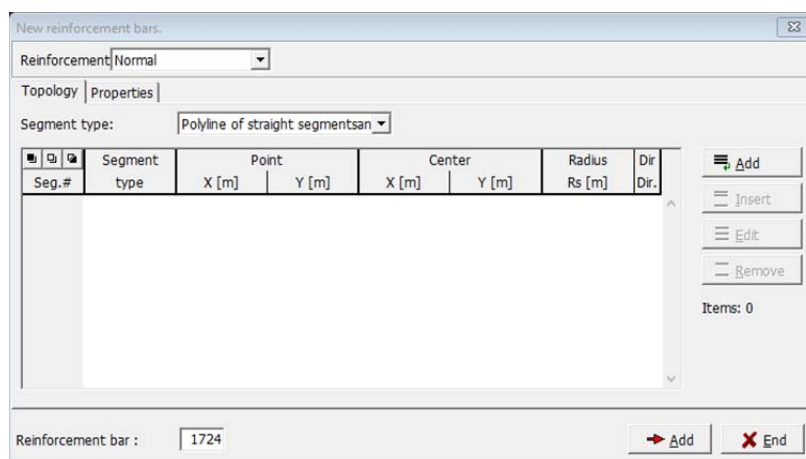 New reinforcement bars.
Reinforcement Normal
Topology Properties
Segment type: Polyline of straight segmentsan
Segment Point Center Radius Dir
Seg.# type X [m] Y [m] X [m] Y [m] Rs [m] Dir.
Add
Insert
Edit
Remove
Items: 0
Reinforcement bar : 1724 Add End